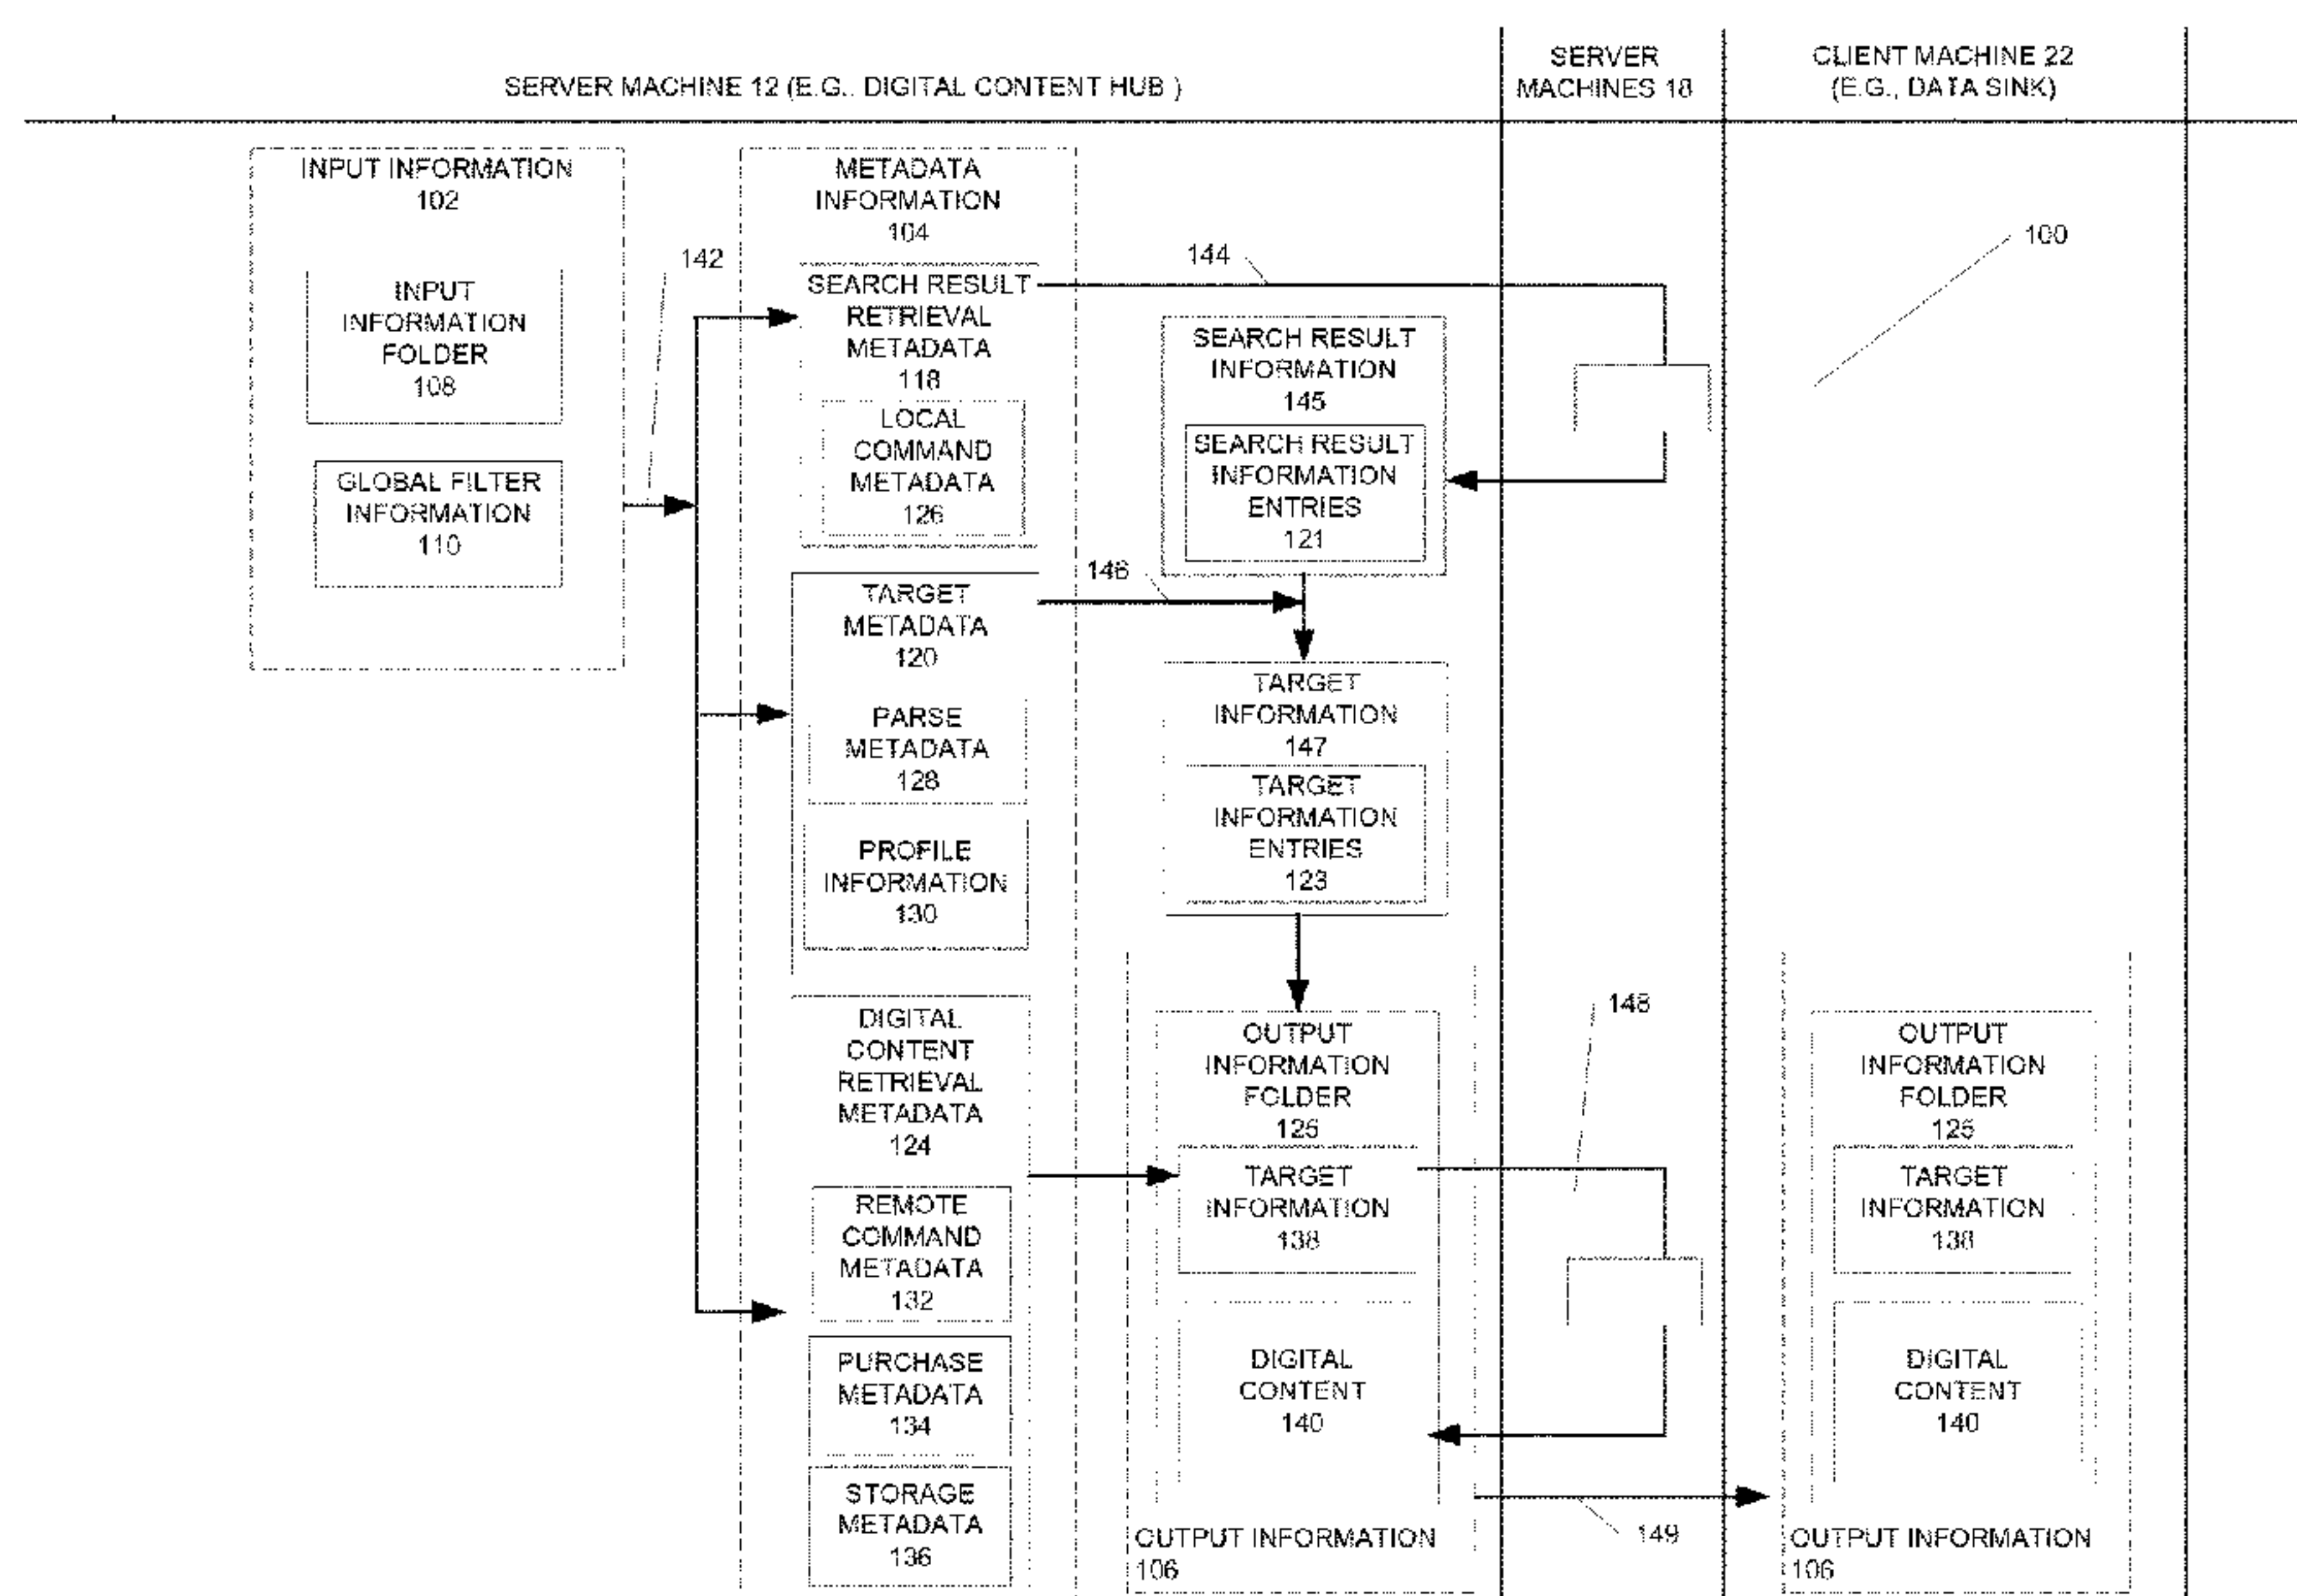 SERVER MACHINE 12 (E.G., DIGITAL CONTENT HUB )
SERVER
MACHINES 18
CLIENT MACHINE 22
(E.G., DATA SINK)
INPUT INFORMATION
102
INPUT
INFORMATION
FOLDER
108
GLOBAL FILTER
INFORMATION
110
142
METADATA
INFORMATION
104
SEARCH RESULT
RETRIEVAL
METADATA
118
LOCAL
COMMAND
METADATA
126
TARGET
METADATA
120
PARSE
METADATA
128
PROFILE
INFORMATION
130
DIGITAL
CONTENT
RETRIEVAL
METADATA
124
REMOTE
COMMAND
METADATA
132
PURCHASE
METADATA
134
STORAGE
METADATA
136
144
SEARCH RESULT
INFORMATION
145
SEARCH RESULT
INFORMATION
ENTRIES
121
146
TARGET
INFORMATION
147
TARGET
INFORMATION
ENTRIES
123
OUTPUT
INFORMATION
FOLDER
125
TARGET
INFORMATION
138
DIGITAL
CONTENT
140
OUTPUT INFORMATION
106
148
149
100
OUTPUT
INFORMATION
FOLDER
125
TARGET
INFORMATION
138
DIGITAL
CONTENT
140
OUTPUT INFORMATION
106